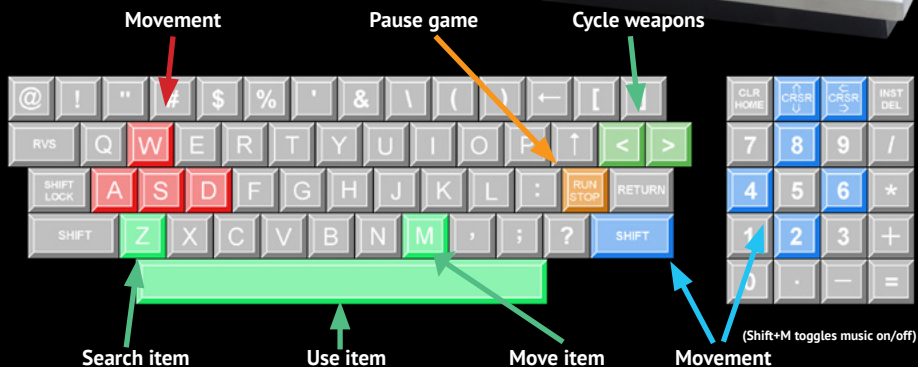 Movement Pause game Cycle weapons
@ ! " # $ % ' & \ ( ) ← [ ] CLR HOME CRSR CRSR INST DEL
RVS Q W E R T Y U I O P ↑ < > 7 8 9 /
SHIFT LOCK A S D F G H J K L : RUN STOP RETURN 4 5 6 *
SHIFT Z X C V B N M , ; ? SHIFT 1 2 3 +
0 . − =
(Shift+M toggles music on/off)
Search item Use item Move item Movement